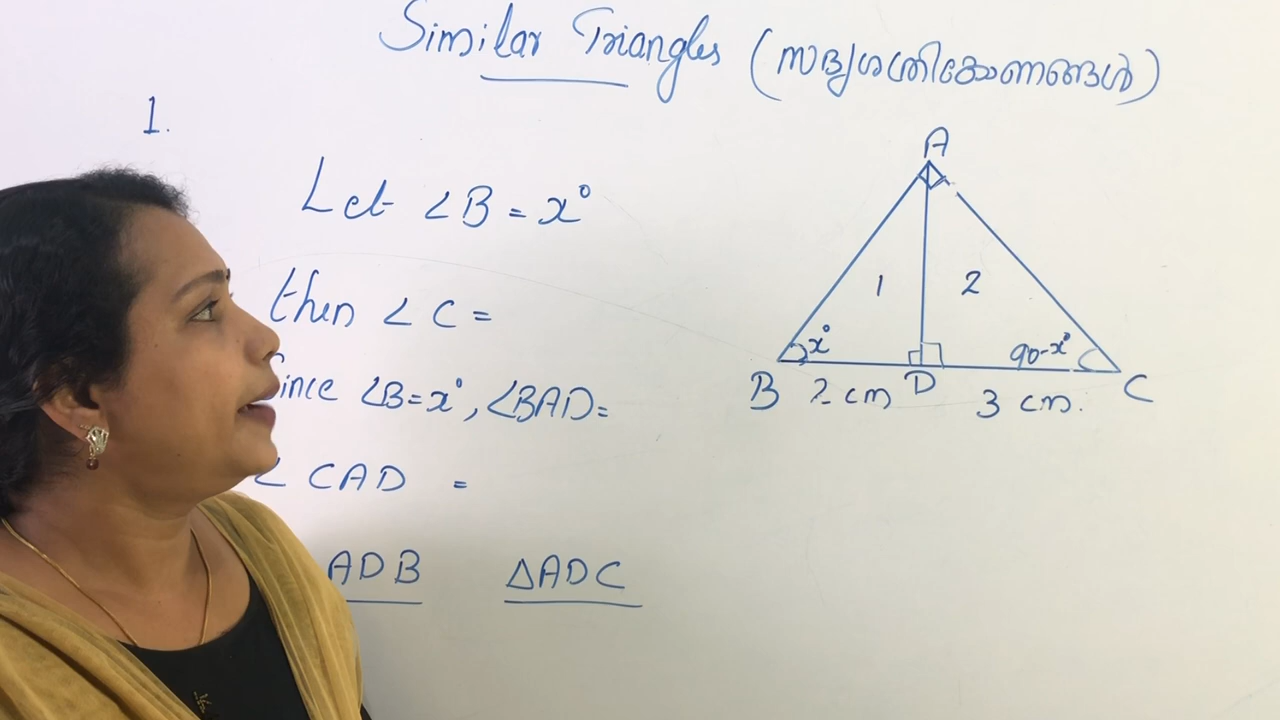 Similar Triangles (സദൃശത്രികോണങ്ങൾ)
1.
Let ∠B = x°
then ∠C =
Since ∠B=x°, ∠BAD=
∠CAD =
ADB ΔADC
A
1 2
x° 90-x°
B 2 cm D 3 cm. C